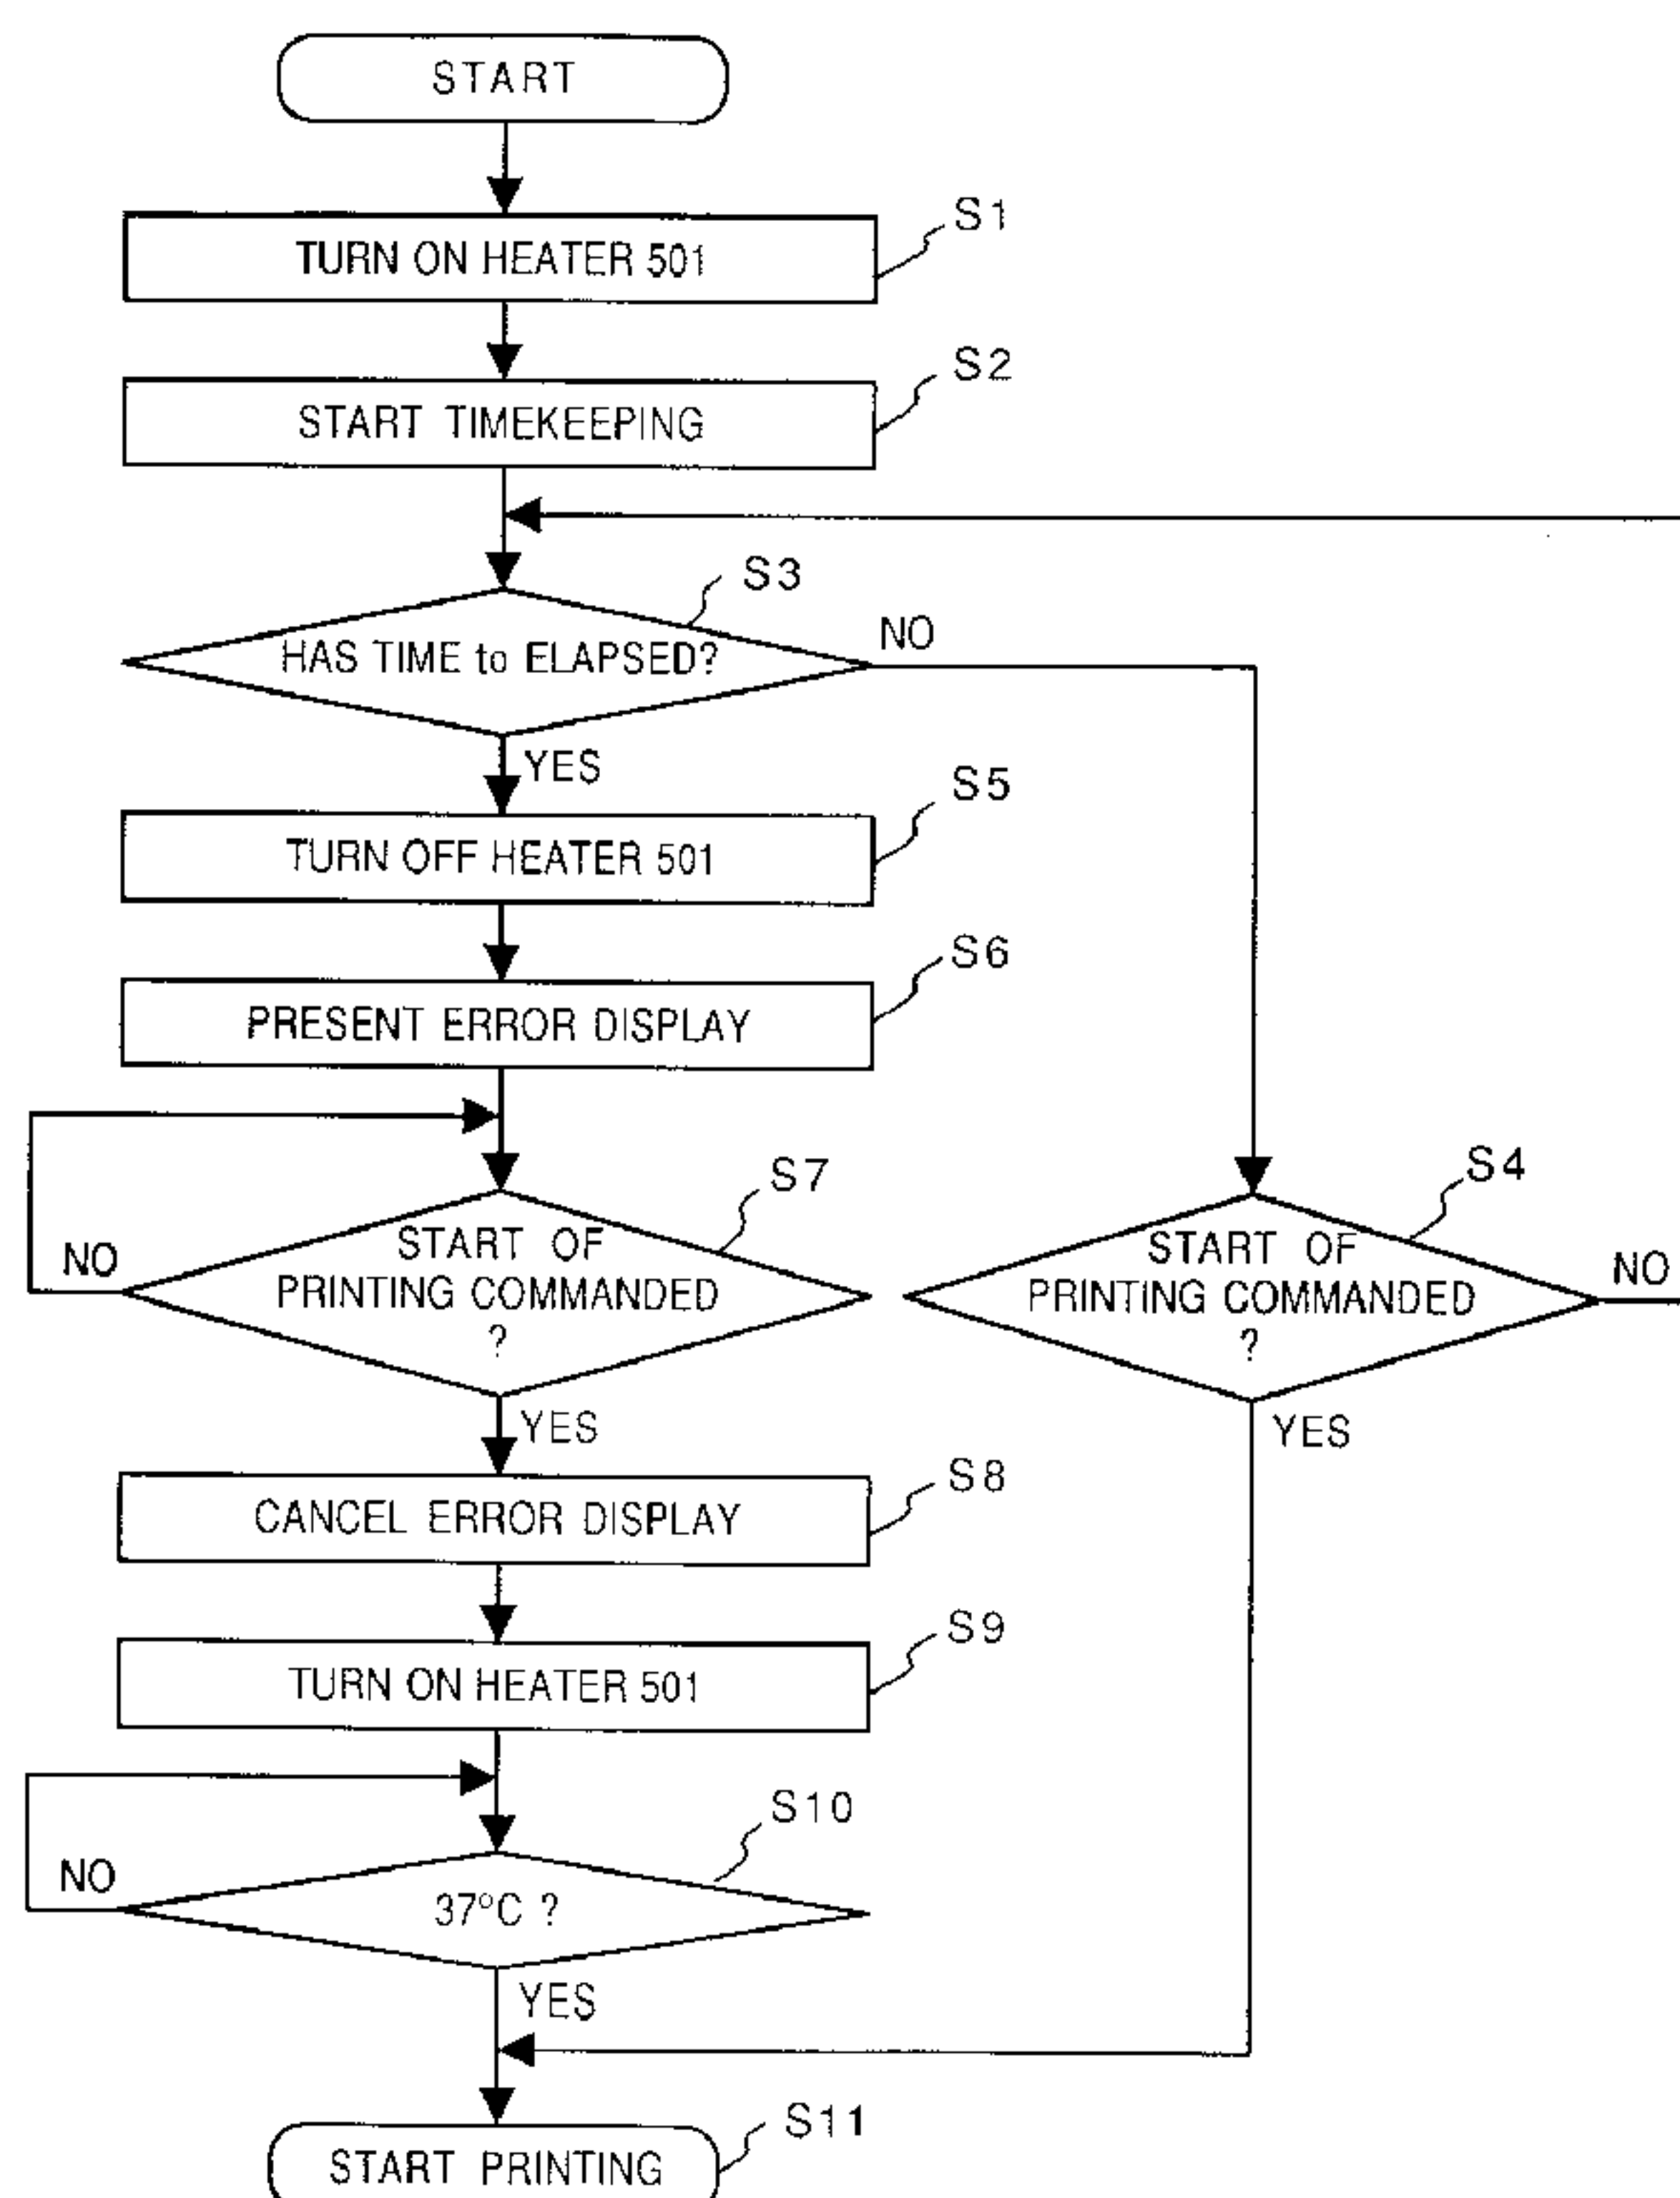 START
S1
TURN ON HEATER 501
S2
START TIMEKEEPING
S3
HAS TIME to ELAPSED?
NO
YES
S5
TURN OFF HEATER 501
S6
PRESENT ERROR DISPLAY
S7
START OF
PRINTING COMMANDED
?
NO
YES
S4
START OF
PRINTING COMMANDED
?
NO
YES
S8
CANCEL ERROR DISPLAY
S9
TURN ON HEATER 501
S10
37°C ?
NO
YES
S11
START PRINTING